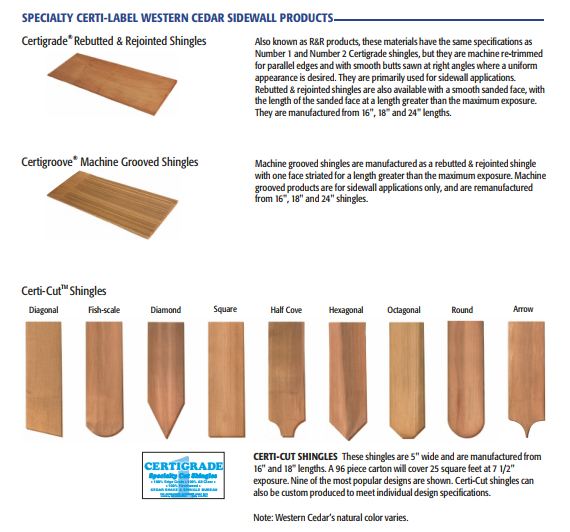 SPECIALTY CERTI-LABEL WESTERN CEDAR SIDEWALL PRODUCTS
Certigrade® Rebutted & Rejointed Shingles
Also known as R&R products, these materials have the same specifications as
Number 1 and Number 2 Certigrade shingles, but they are machine re-trimmed
for parallel edges and with smooth butts sawn at right angles where a uniform
appearance is desired. They are primarily used for sidewall applications.
Rebutted & rejointed shingles are also available with a smooth sanded face, with
the length of the sanded face at a length greater than the maximum exposure.
They are manufactured from 16", 18" and 24" lengths.
Certigroove® Machine Grooved Shingles
Machine grooved shingles are manufactured as a rebutted & rejointed shingle
with one face striated for a length greater than the maximum exposure. Machine
grooved products are for sidewall applications only, and are remanufactured
from 16", 18" and 24" shingles.
Certi-Cut™ Shingles
Diagonal Fish-scale Diamond Square Half Cove Hexagonal Octagonal Round Arrow
CERTIGRADE
Specialty Cut Shingles
CEDAR SHAKE & SHINGLE BUREAU
CERTI-CUT SHINGLES These shingles are 5" wide and are manufactured from
16" and 18" lengths. A 96 piece carton will cover 25 square feet at 7 1/2"
exposure. Nine of the most popular designs are shown. Certi-Cut shingles can
also be custom produced to meet individual design specifications.
Note: Western Cedar's natural color varies.